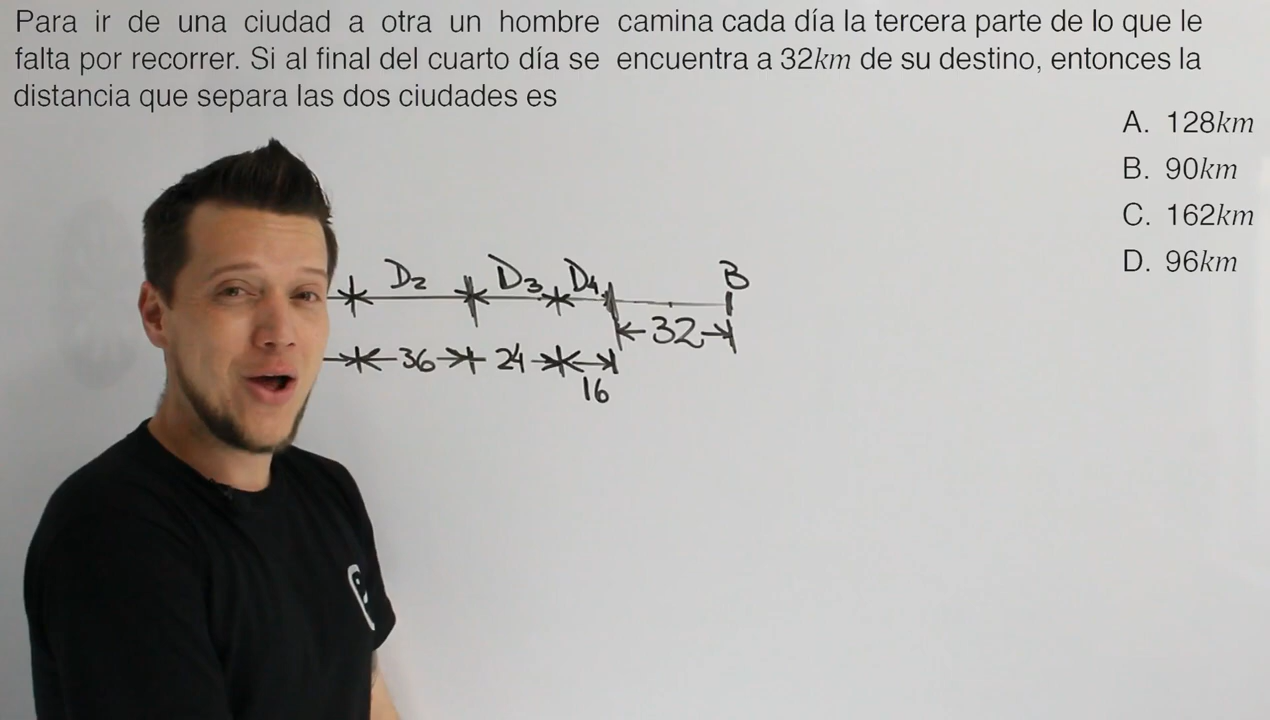 Para ir de una ciudad a otra un hombre camina cada día la tercera parte de lo que le
falta por recorrer. Si al final del cuarto día se encuentra a 32km de su destino, entonces la
distancia que separa las dos ciudades es
A. 128km
B. 90km
C. 162km
D. 96km
D2 D3 D4 B
32
36 24
16